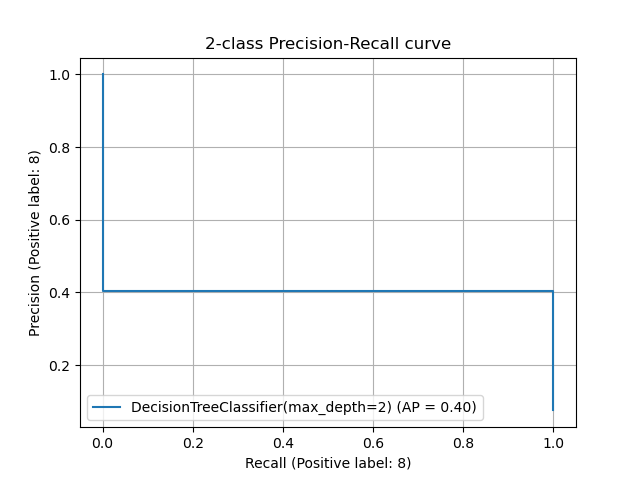 2-class Precision-Recall curve
Precision (Positive label: 8)
1.0
0.8
0.6
0.4
0.2
DecisionTreeClassifier(max_depth=2) (AP = 0.40)
0.0 0.2 0.4 0.6 0.8 1.0
Recall (Positive label: 8)